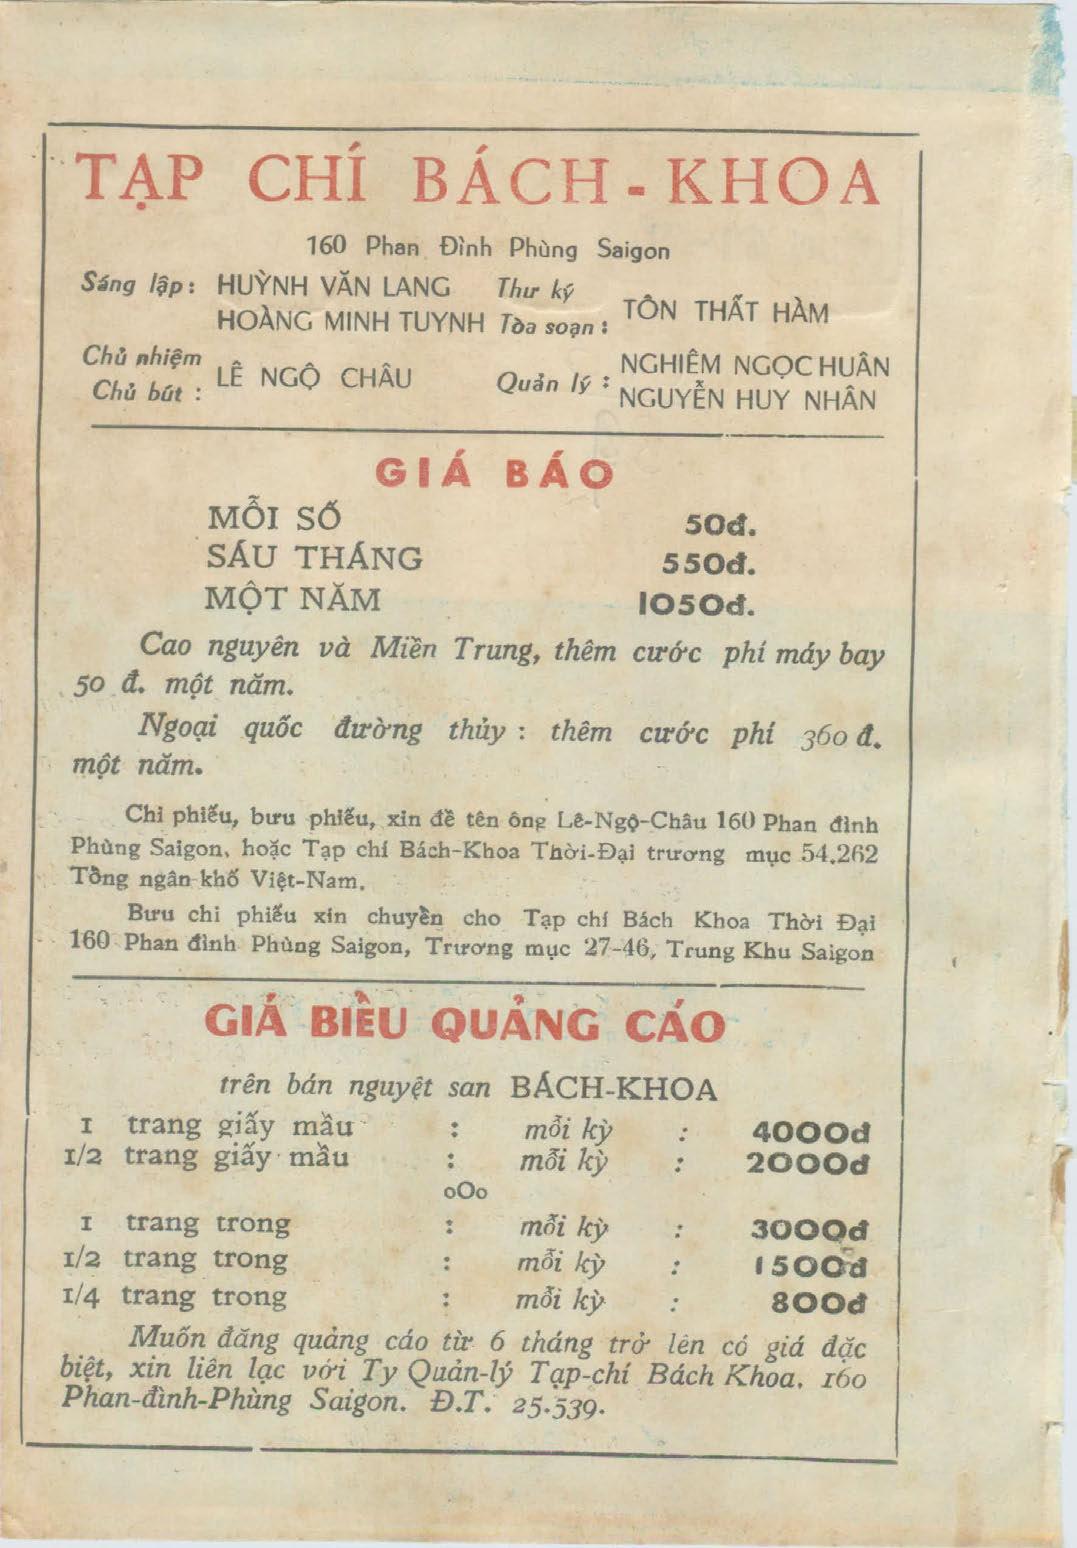 TẠP CHÍ BÁCH - KHOA
160 Phan Đình Phùng Saigon
Sáng lập : HUỲNH VĂN LANG
HOÀNG MINH TUYNH
Thư ký
Tòa soạn : TÔN THẤT HÀM
Chủ nhiệm
Chủ bút : LÊ NGỘ CHÂU
Quản lý : NGHIÊM NGỌC HUÂN
NGUYỄN HUY NHÂN
GIÁ BÁO
MỖI SỐ 50đ.
SÁU THÁNG 550đ.
MỘT NĂM 1050đ.
Cao nguyên và Miền Trung, thêm cước phí máy bay
50 đ. một năm.
Ngoại quốc đường thủy : thêm cước phí 360 đ.
một năm.
Chi phiếu, bưu phiếu, xin đề tên ông Lê-Ngộ-Châu 160 Phan đình
Phùng Saigon, hoặc Tạp chí Bách-Khoa Thời-Đại trương mục 54.262
Tổng ngân khố Việt-Nam.
Bưu chi phiếu xin chuyển cho Tạp chí Bách Khoa Thời Đại
160 Phan đình Phùng Saigon, Trương mục 27-46, Trung Khu Saigon
GIÁ BIỂU QUẢNG CÁO
trên bán nguyệt san BÁCH-KHOA
1 trang giấy mầu : mỗi kỳ : 4000đ
1/2 trang giấy mầu : mỗi kỳ : 2000đ
oOo
1 trang trong : mỗi kỳ : 3000đ
1/2 trang trong : mỗi kỳ : 1500đ
1/4 trang trong : mỗi kỳ : 800đ
Muốn đăng quảng cáo từ 6 tháng trở lên có giá đặc
biệt, xin liên lạc với Ty Quản-lý Tạp-chí Bách Khoa. 160
Phan-đình-Phùng Saigon. Đ.T. 25.539.